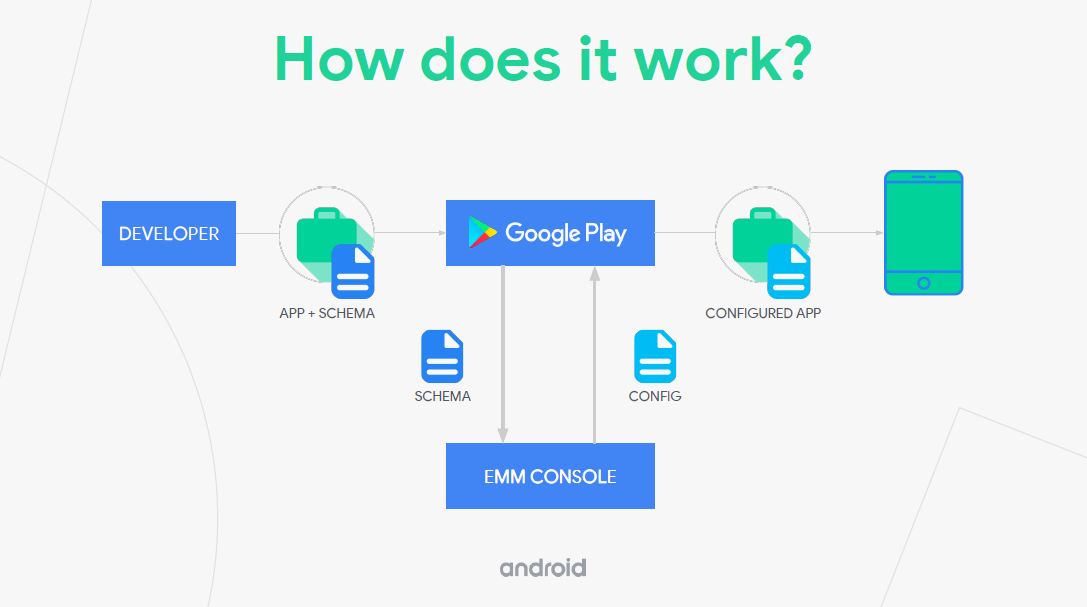 How does it work?
DEVELOPER
APP + SCHEMA
Google Play
CONFIGURED APP
SCHEMA
CONFIG
EMM CONSOLE
android